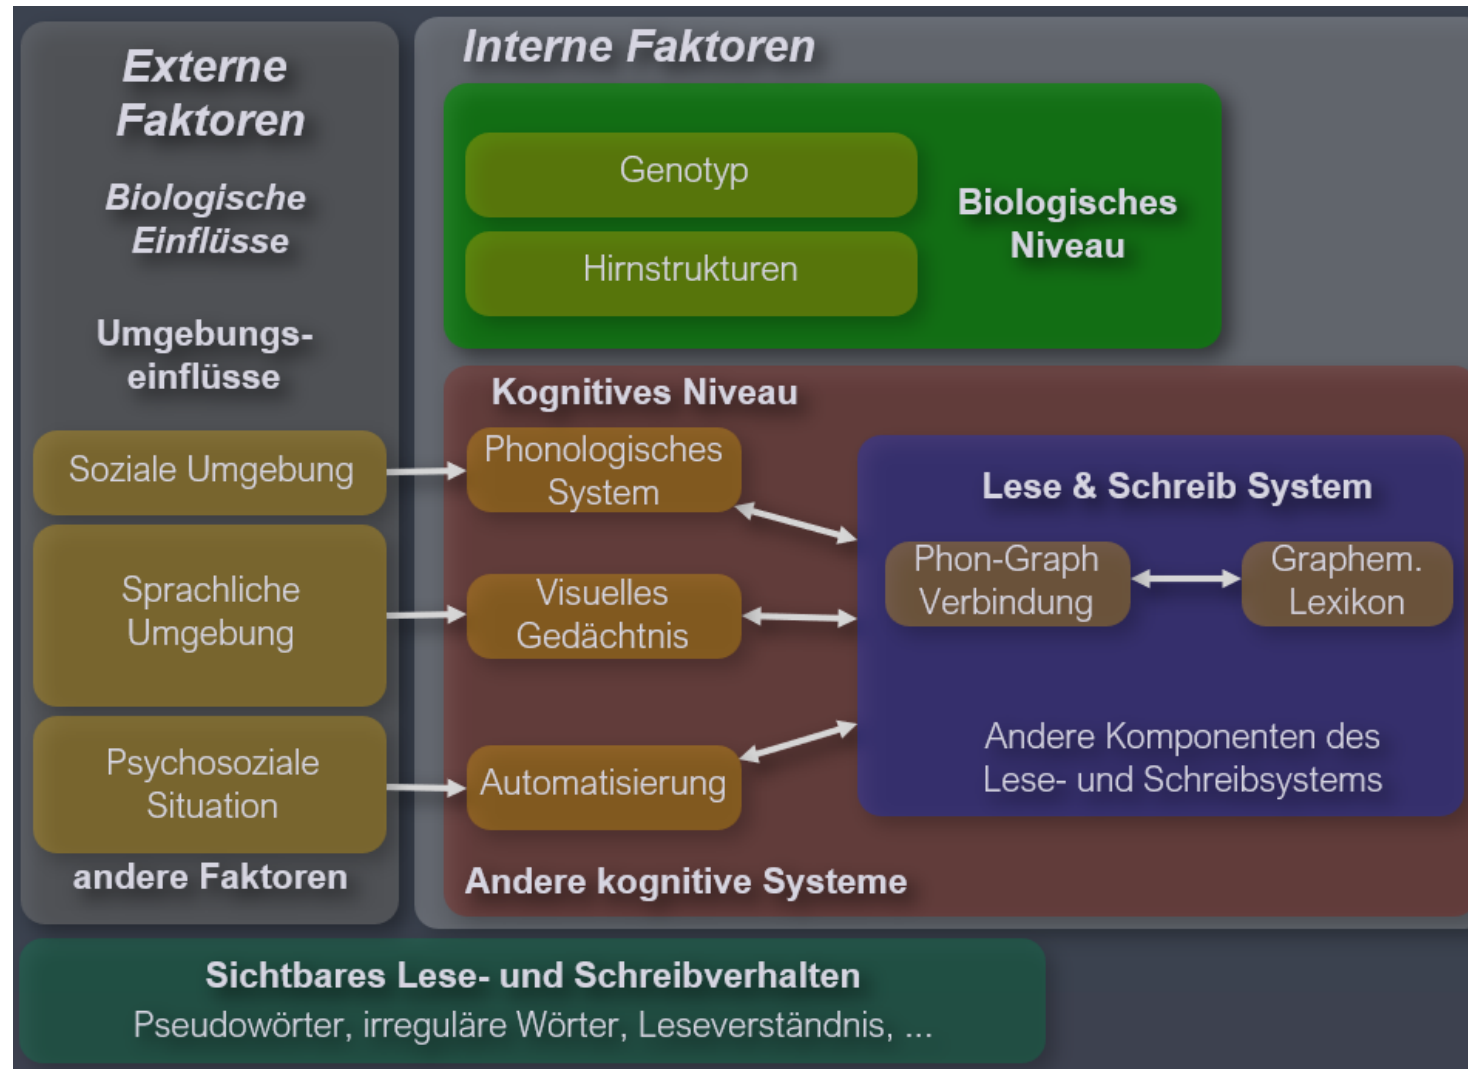 Externe
Faktoren
Biologische
Einflüsse
Umgebungs-
einflüsse
Soziale Umgebung
Sprachliche
Umgebung
Psychosoziale
Situation
andere Faktoren
Interne Faktoren
Genotyp
Hirnstrukturen
Biologisches
Niveau
Kognitives Niveau
Phonologisches
System
Visuelles
Gedächtnis
Automatisierung
Andere kognitive Systeme
Lese & Schreib System
Phon-Graph
Verbindung
Graphem.
Lexikon
Andere Komponenten des
Lese- und Schreibsystems
Sichtbares Lese- und Schreibverhalten
Pseudowörter, irreguläre Wörter, Leseverständnis, ...